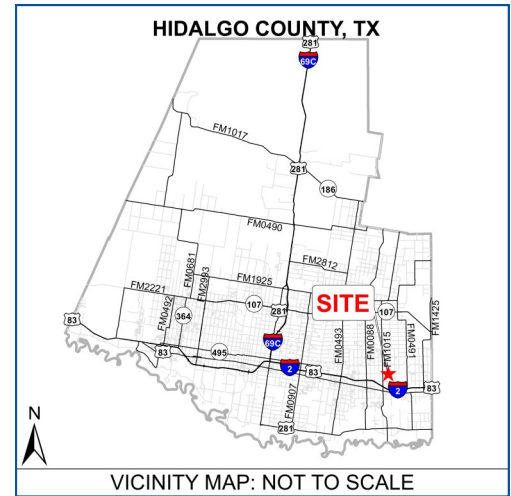 HIDALGO COUNTY, TX
281
69C
FM1017
281
186
FM0490
FM2812
FM0681
FM2993
FM1925
FM2221
FM0492
364
107
281
SITE
107
FM1425
83
83
495
69C
2
83
FM0907
FM0493
FM0088
FM1015
FM0491
2
83
281
N
VICINITY MAP: NOT TO SCALE